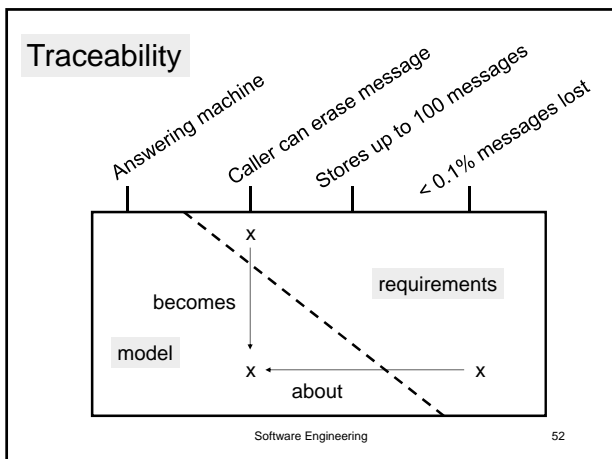 Traceability
Answering machine
Caller can erase message
Stores up to 100 messages
< 0.1% messages lost
x
requirements
becomes
model
x
x
about
Software Engineering
52